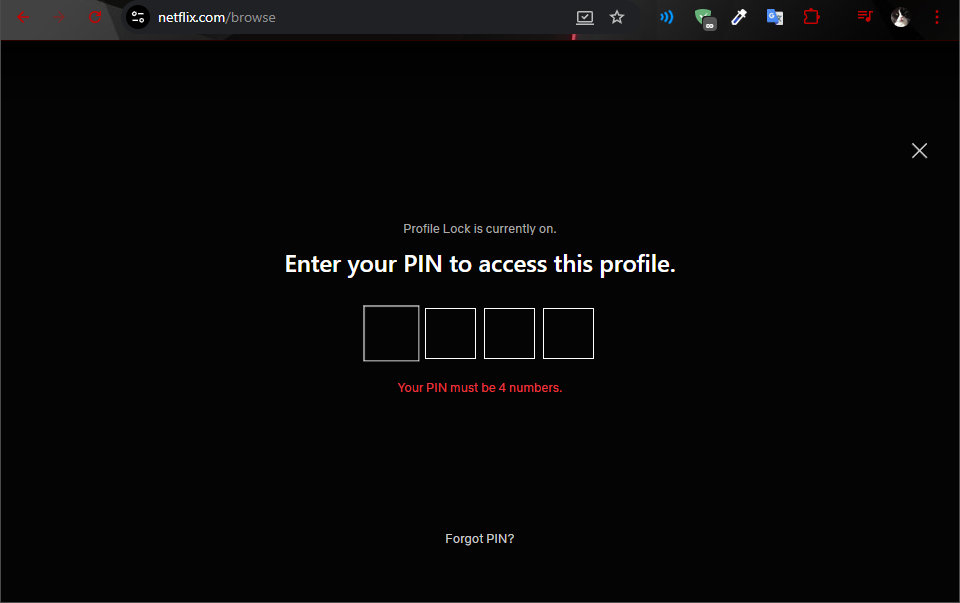 netflix.com/browse
Profile Lock is currently on.
Enter your PIN to access this profile.
Your PIN must be 4 numbers.
Forgot PIN?